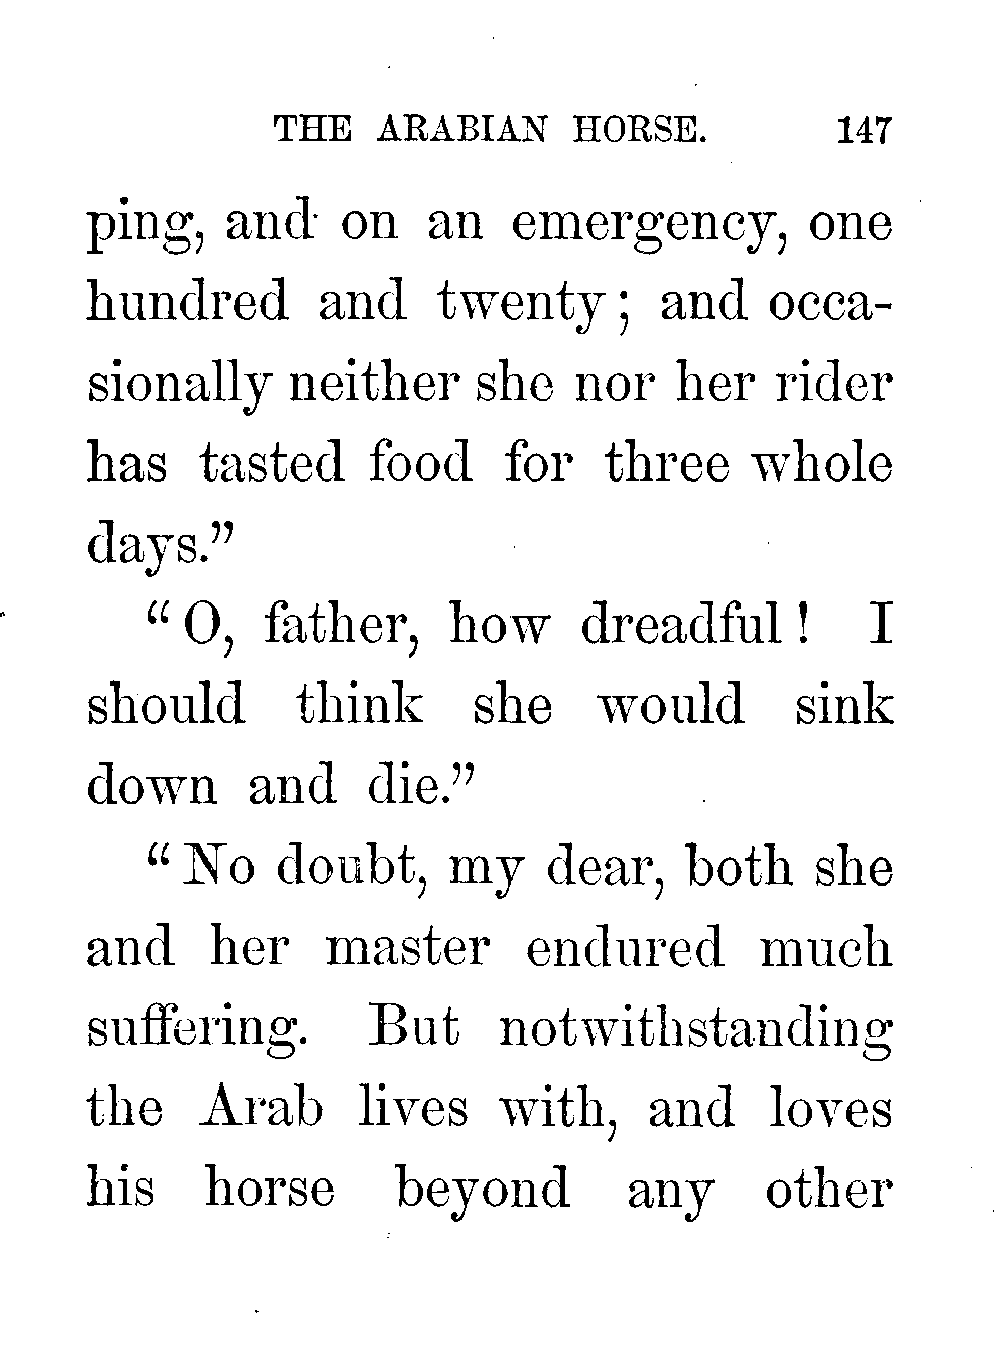 THE ARABIAN HORSE. 147
ping, and on an emergency, one
hundred and twenty; and occa-
sionally neither she nor her rider
has tasted food for three whole
days.”
“O, father, how dreadful! I
should think she would sink
down and die.”
“No doubt, my dear, both she
and her master endured much
suffering. But notwithstanding
the Arab lives with, and loves
his horse beyond any other